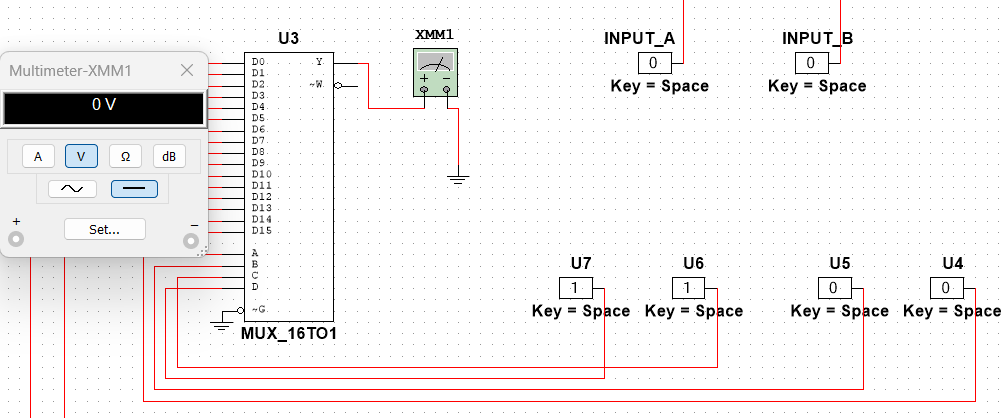 U3
XMM1
INPUT_A
0
Key = Space
INPUT_B
0
Key = Space
Multimeter-XMM1
0 V
A
V
Ω
dB
Set...
+
−
+
−
D0
D1
D2
D3
D4
D5
D6
D7
D8
D9
D10
D11
D12
D13
D14
D15
A
B
C
D
~G
Y
~W
MUX_16TO1
U7
1
Key = Space
U6
1
Key = Space
U5
0
Key = Space
U4
0
Key = Space